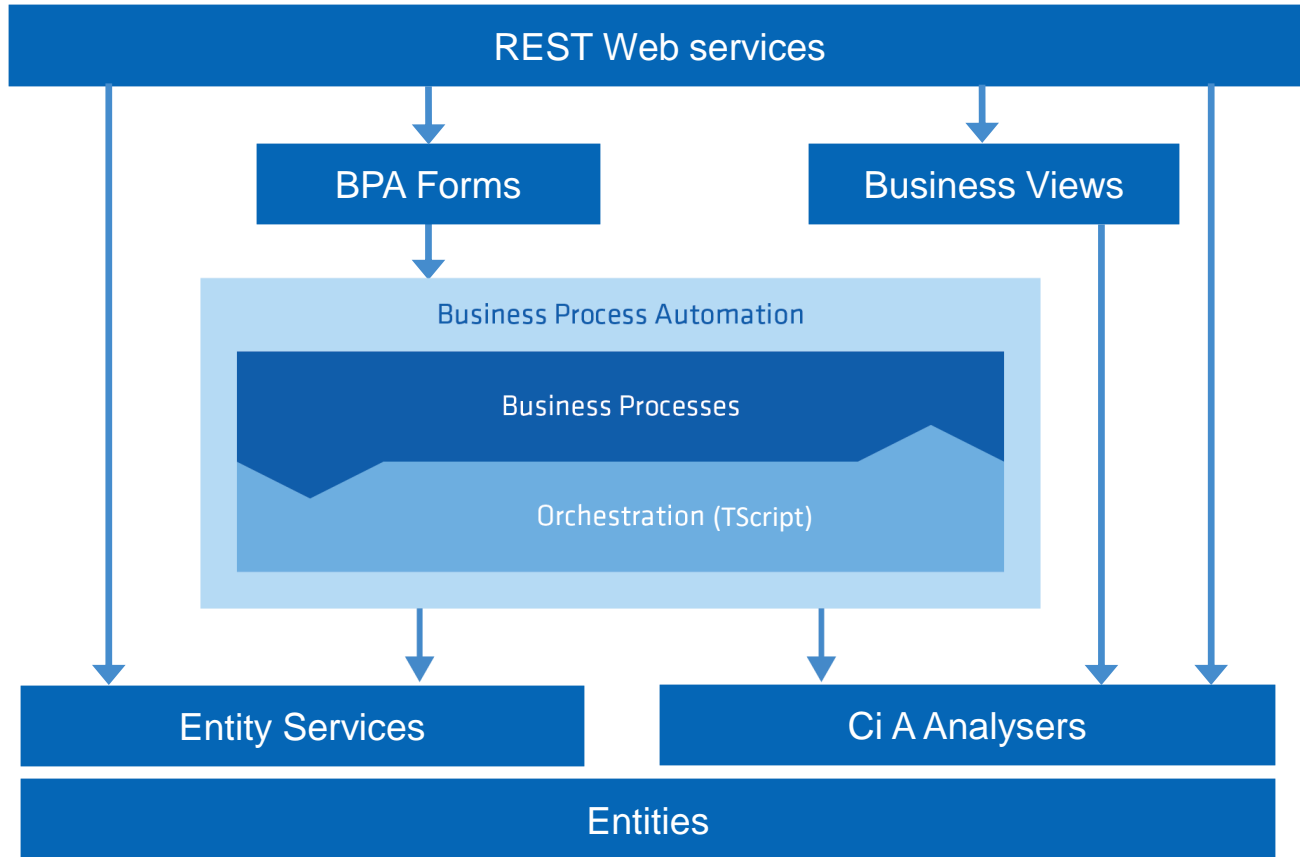 REST Web services
BPA Forms
Business Views
Business Process Automation
Business Processes
Orchestration (TScript)
Entity Services
Ci A Analysers
Entities